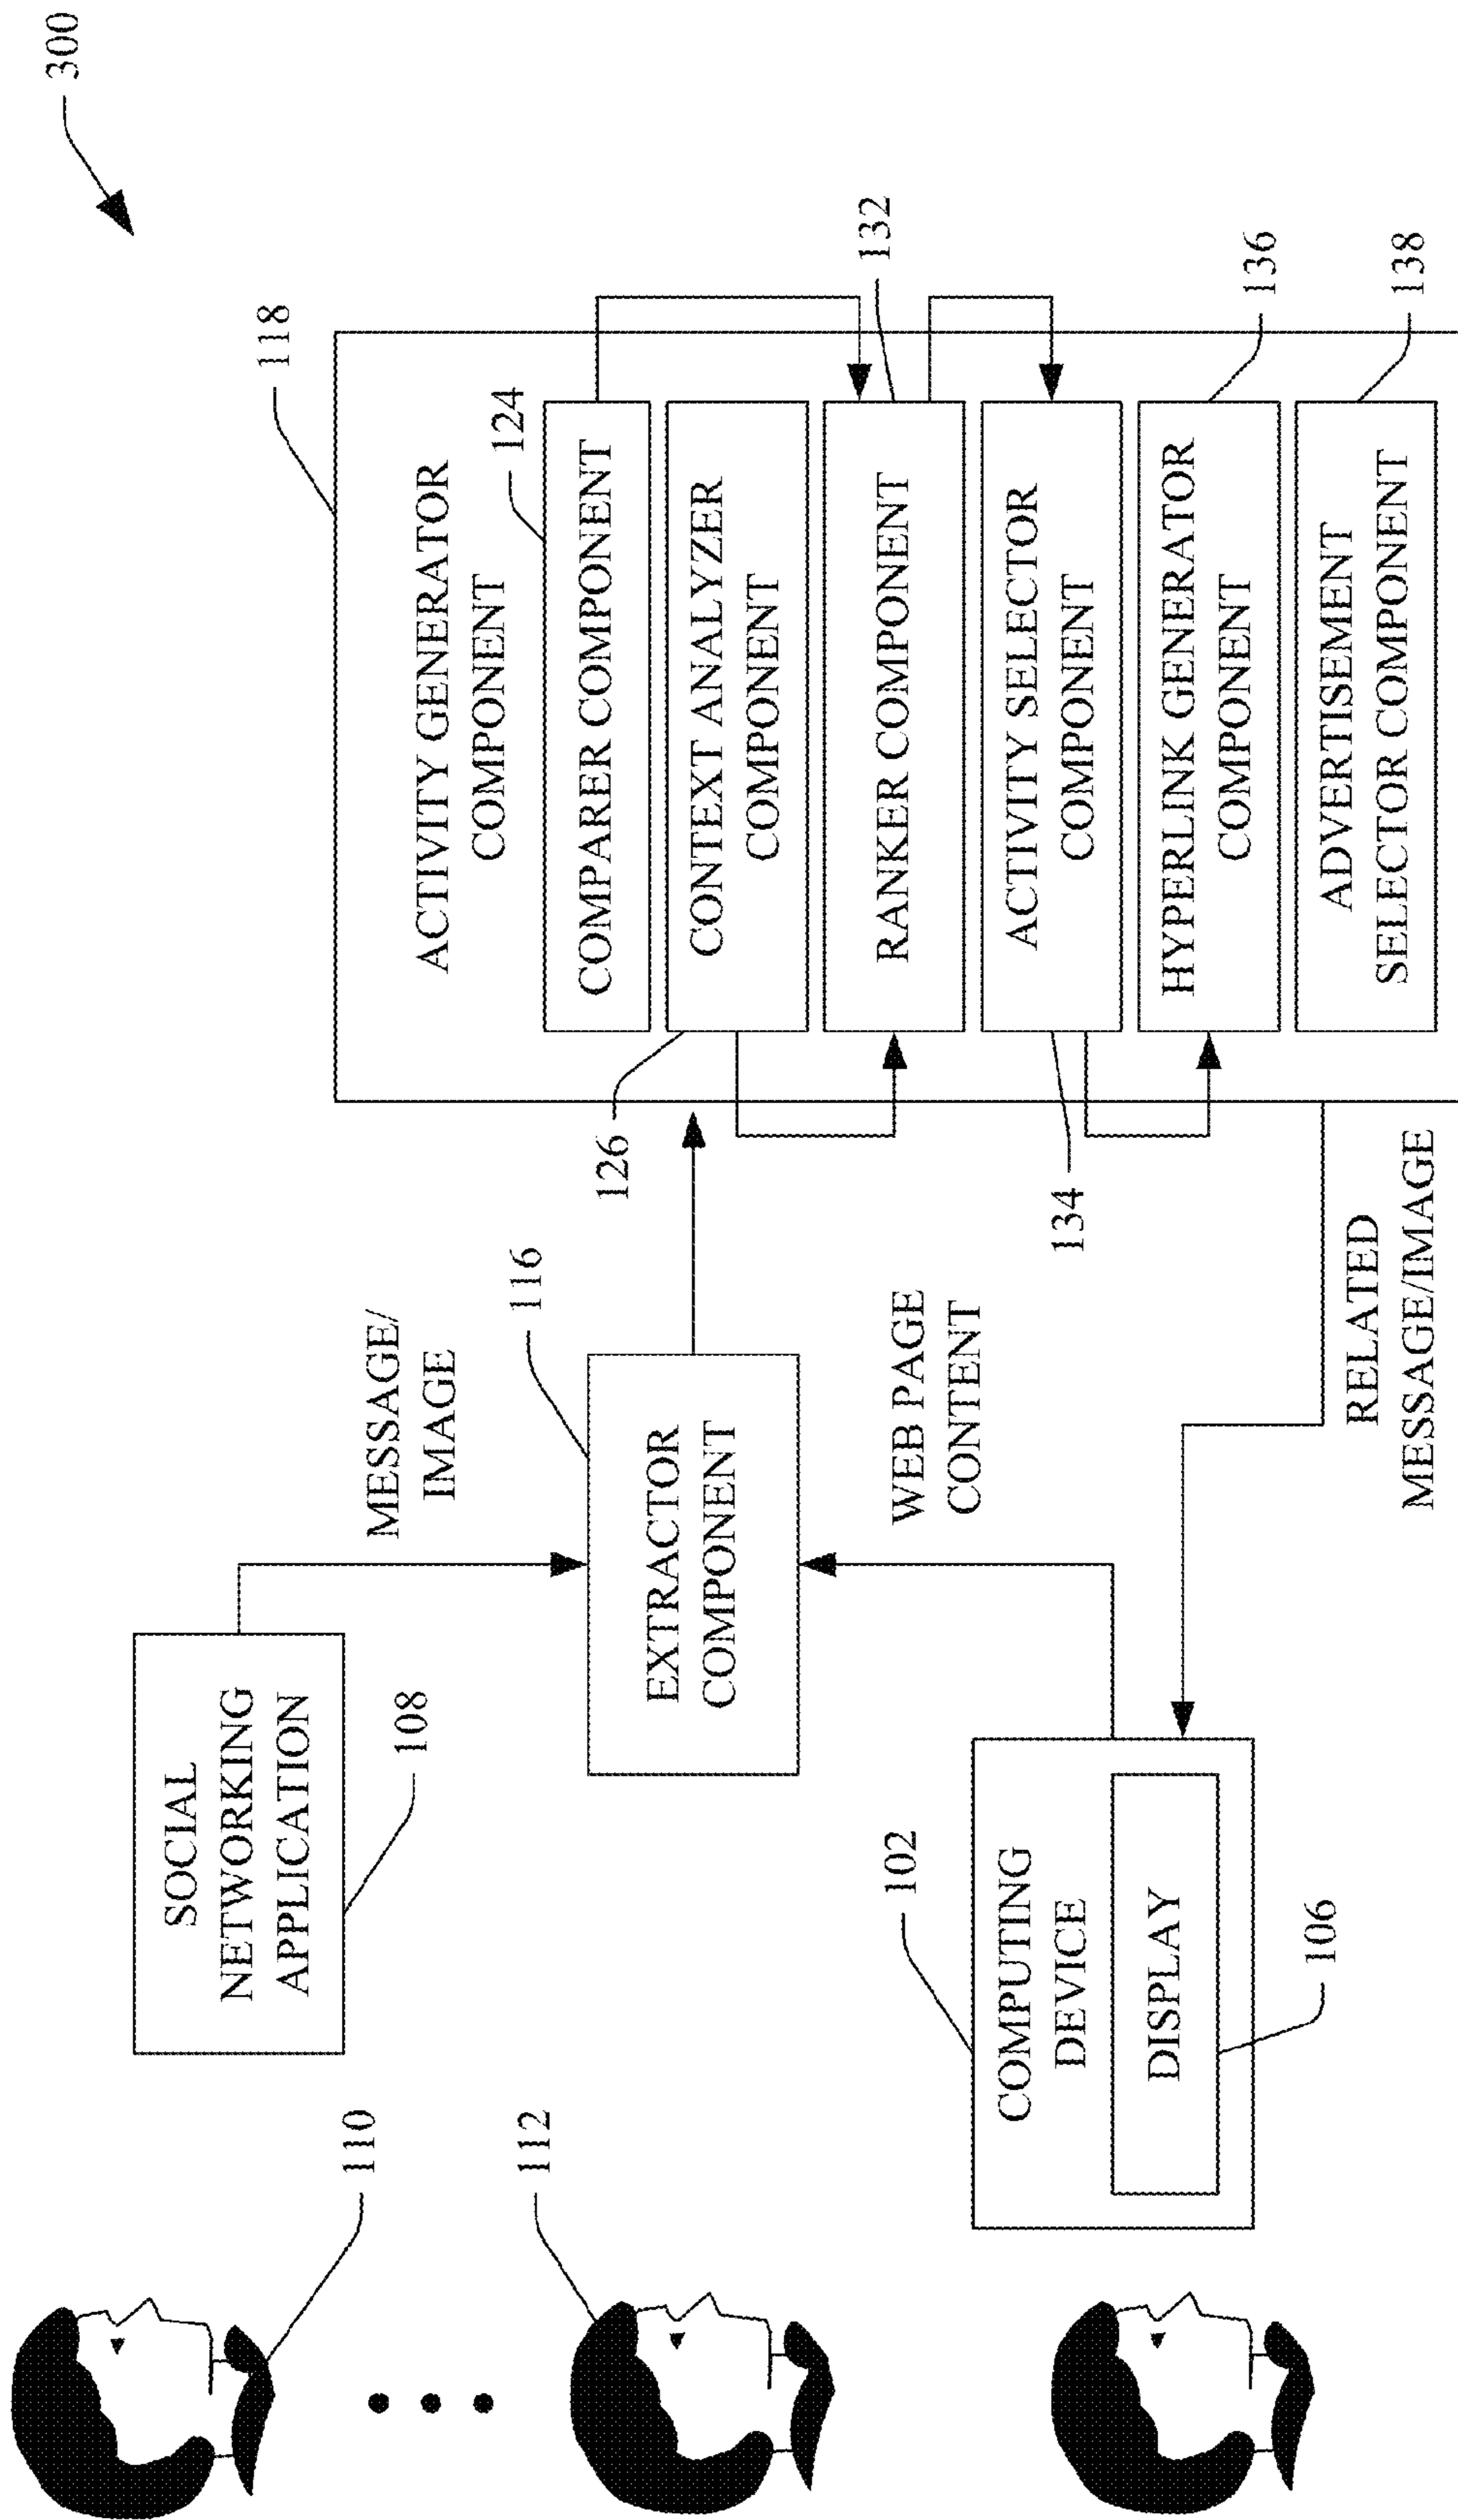 300
118
ACTIVITY GENERATOR
COMPONENT
124
COMPARER COMPONENT
126
CONTEXT ANALYZER
COMPONENT
132
RANKER COMPONENT
134
ACTIVITY SELECTOR
COMPONENT
136
HYPERLINK GENERATOR
COMPONENT
138
ADVERTISEMENT
SELECTOR COMPONENT
SOCIAL
NETWORKING
APPLICATION
108
MESSAGE/
IMAGE
116
EXTRACTOR
COMPONENT
WEB PAGE
CONTENT
RELATED
MESSAGE/IMAGE
102
COMPUTING
DEVICE
DISPLAY
106
110
112